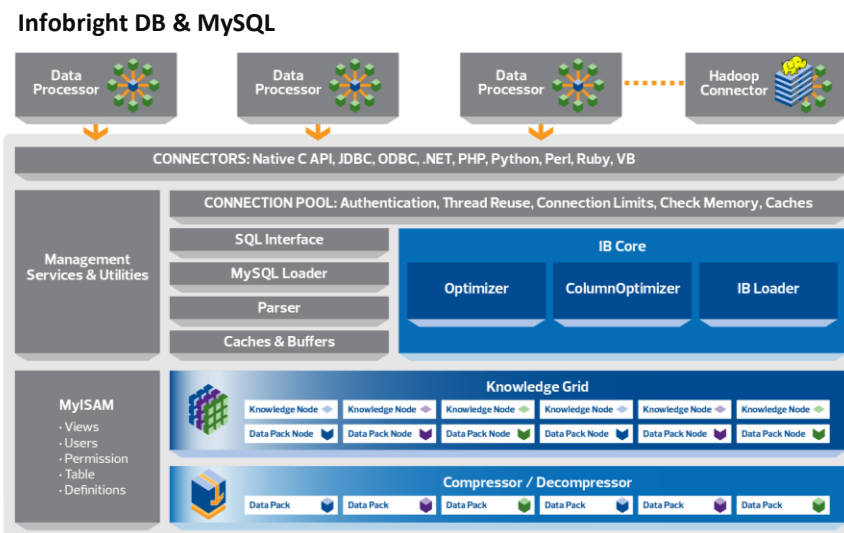 Infobright DB & MySQL
Data
Processor
Data
Processor
Data
Processor
Hadoop
Connector
CONNECTORS: Native C API, JDBC, ODBC, .NET, PHP, Python, Perl, Ruby, VB
CONNECTION POOL: Authentication, Thread Reuse, Connection Limits, Check Memory, Caches
Management
Services & Utilities
SQL Interface
MySQL Loader
Parser
Caches & Buffers
IB Core
Optimizer
ColumnOptimizer
IB Loader
MyISAM
· Views
· Users
· Permission
· Table
· Definitions
Knowledge Grid
Knowledge Node
Knowledge Node
Knowledge Node
Knowledge Node
Knowledge Node
Knowledge Node
Data Pack Node
Data Pack Node
Data Pack Node
Data Pack Node
Data Pack Node
Data Pack Node
Compressor / Decompressor
Data Pack
Data Pack
Data Pack
Data Pack
Data Pack
Data Pack